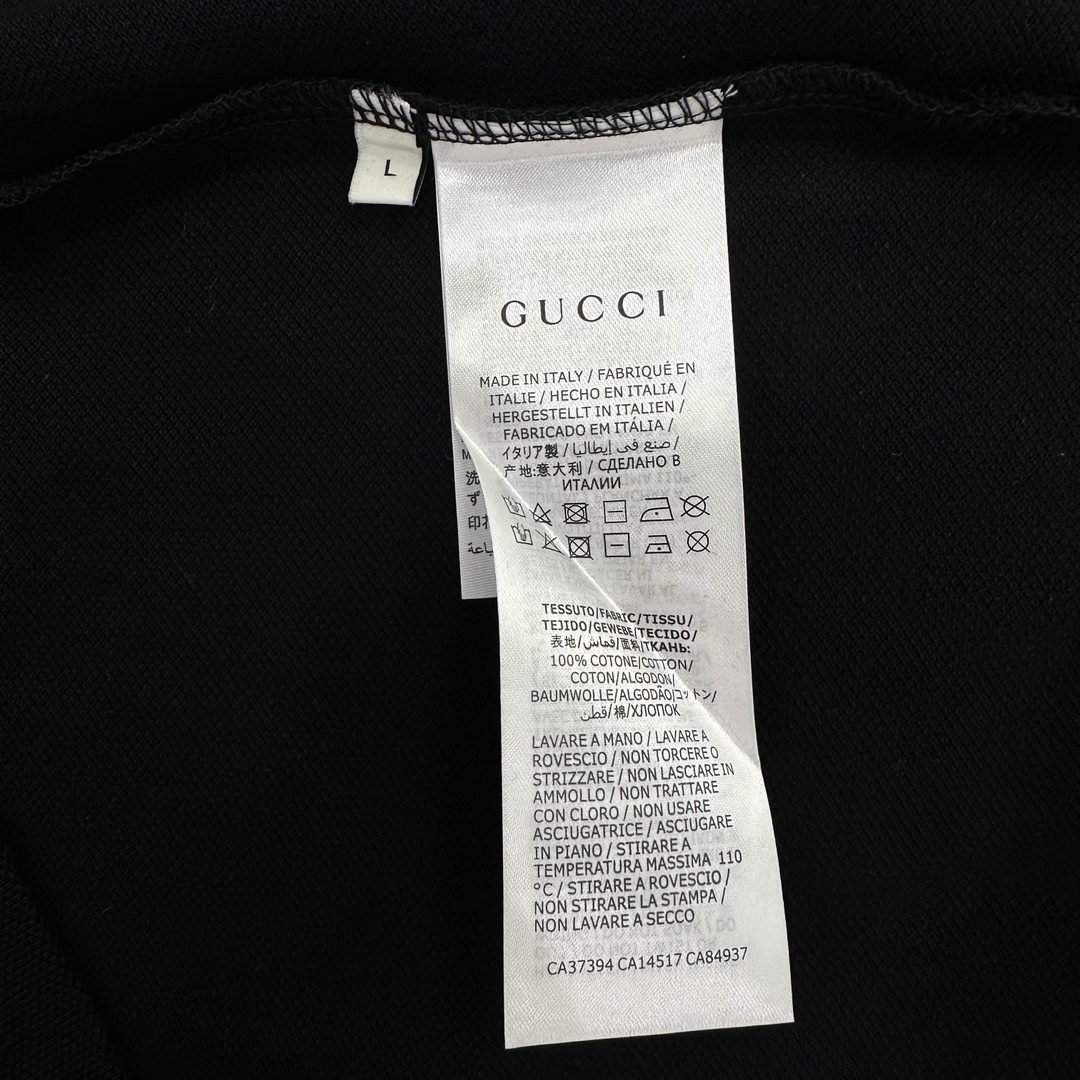 L
GUCCI
MADE IN ITALY / FABRIQUÉ EN
ITALIE / HECHO EN ITALIA /
HERGESTELLT IN ITALIEN /
FABRICADO EM ITÁLIA /
イタリア製 / صنع في إيطاليا /
产地:意大利 / СДЕЛАНО В
ИТАЛИИ
TESSUTO/FABRIC/TISSU/
TEJIDO/GEWEBE/TECIDO/
表地/قماش/面料/ТКАНЬ:
100% COTONE/COTTON/
COTON/ALGODÓN/
BAUMWOLLE/ALGODÃO/コットン/
قطن/棉/ХЛОПОК
LAVARE A MANO / LAVARE A
ROVESCIO / NON TORCERE O
STRIZZARE / NON LASCIARE IN
AMMOLLO / NON TRATTARE
CON CLORO / NON USARE
ASCIUGATRICE / ASCIUGARE
IN PIANO / STIRARE A
TEMPERATURA MASSIMA 110
°C / STIRARE A ROVESCIO /
NON STIRARE LA STAMPA /
NON LAVARE A SECCO
CA37394 CA14517 CA84937